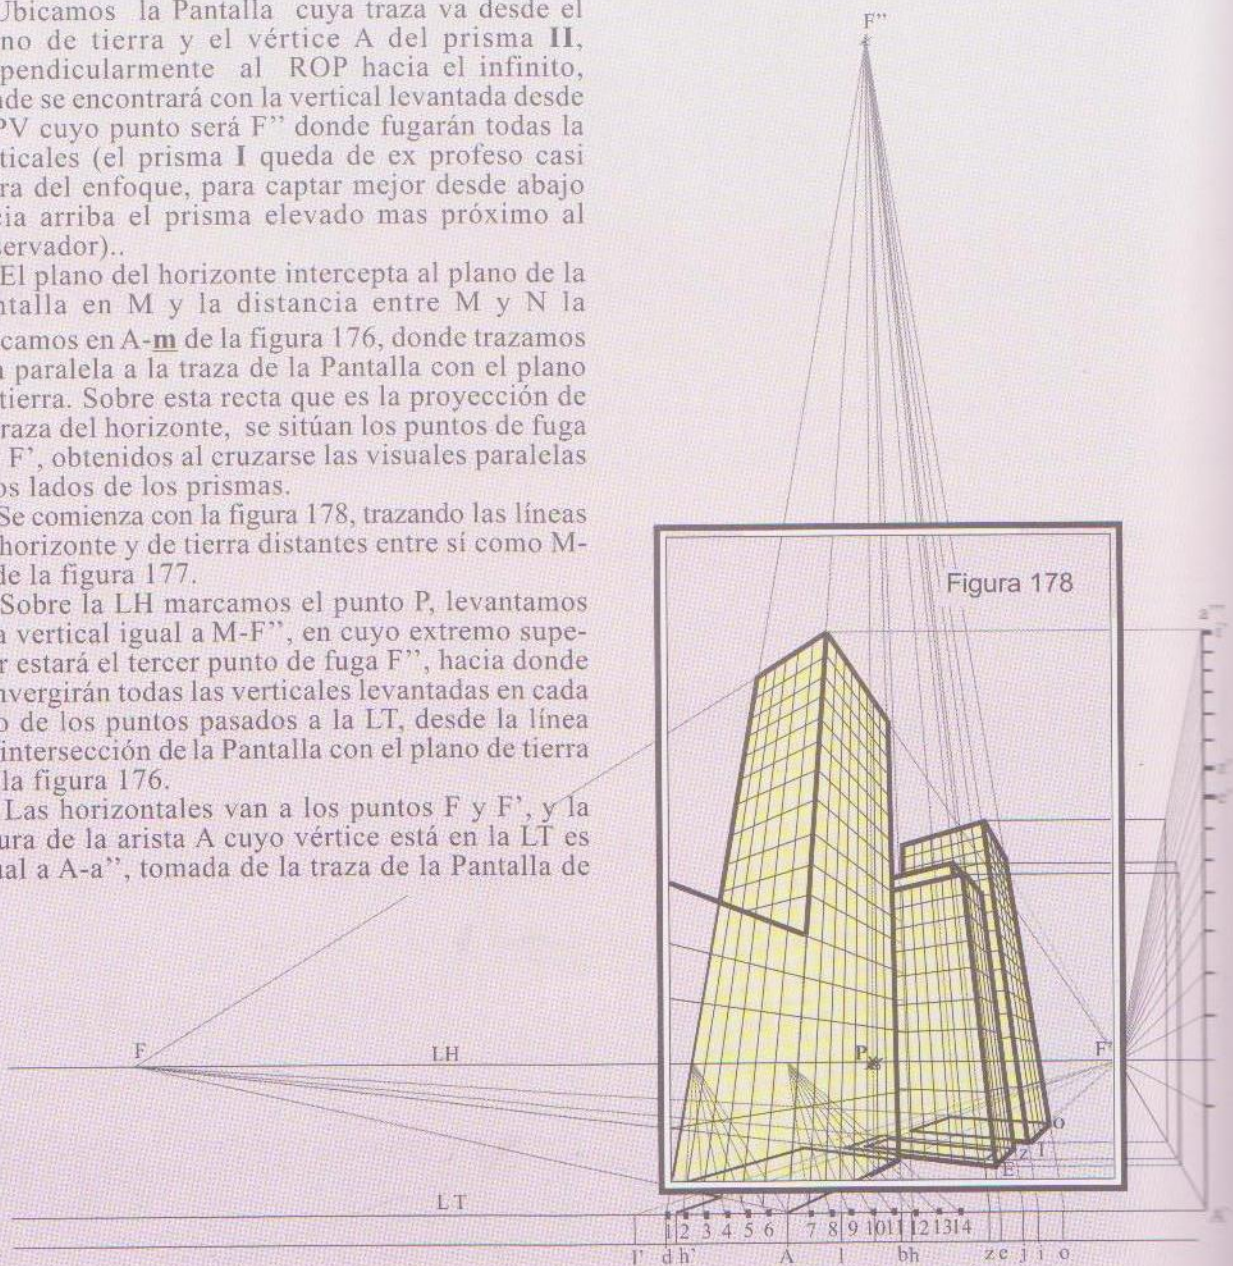 Ubicamos la Pantalla cuya traza va desde el
no de tierra y el vértice A del prisma II,
pendicularmente al ROP hacia el infinito,
nde se encontrará con la vertical levantada desde
PV cuyo punto será F’’ donde fugarán todas la
ticales (el prisma I queda de ex profeso casi
ra del enfoque, para captar mejor desde abajo
cia arriba el prisma elevado mas próximo al
servador)..
El plano del horizonte intercepta al plano de la
ntalla en M y la distancia entre M y N la
camos en A-m de la figura 176, donde trazamos
a paralela a la traza de la Pantalla con el plano
tierra. Sobre esta recta que es la proyección de
raza del horizonte, se sitúan los puntos de fuga
F’, obtenidos al cruzarse las visuales paralelas
os lados de los prismas.
Se comienza con la figura 178, trazando las líneas
horizonte y de tierra distantes entre sí como M-
de la figura 177.
Sobre la LH marcamos el punto P, levantamos
a vertical igual a M-F’’, en cuyo extremo supe-
r estará el tercer punto de fuga F’’, hacia donde
nvergirán todas las verticales levantadas en cada
o de los puntos pasados a la LT, desde la línea
intersección de la Pantalla con el plano de tierra
la figura 176.
Las horizontales van a los puntos F y F’, y la
ura de la arista A cuyo vértice está en la LT es
ual a A-a’’, tomada de la traza de la Pantalla de
F’’
Figura 178
F
LH
P
F’
o
z I
E
LT
1 2 3 4 5 6 7 8 9 10 11 12 13 14
l’ d h’ A l bh z e j i o